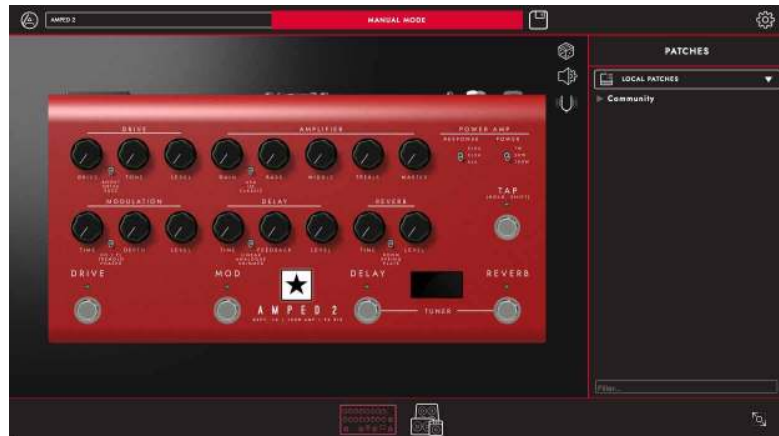 AMPED 2
MANUAL MODE
PATCHES
LOCAL PATCHES
Community
DRIVE
AMPLIFIER
POWER AMP
RESPONSE
POWER
DRIVE
TONE
LEVEL
GAIN
BASS
MIDDLE
TREBLE
MASTER
TAP
MODULATION
DELAY
REVERB
TIME
DEPTH
LEVEL
TIME
FEEDBACK
LEVEL
TIME
LEVEL
DRIVE
MOD
DELAY
REVERB
AMPED 2
TUNER
Filter...